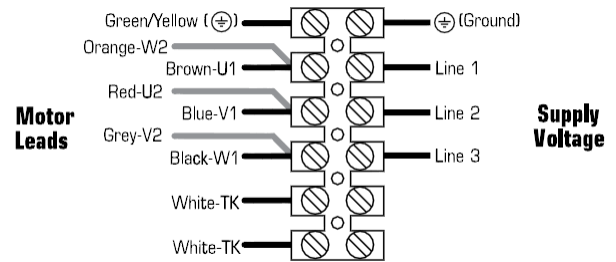 Green/Yellow (⏚) (Ground)
Orange-W2
Brown-U1 Line 1
Red-U2
Blue-V1 Line 2
Motor Leads
Supply Voltage
Grey-V2
Black-W1 Line 3
White-TK
White-TK